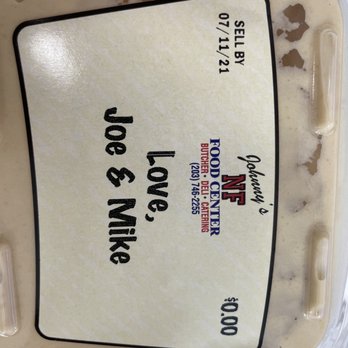 Johnny's
NF
FOOD CENTER
BUTCHER • DELI • CATERING
(203) 746-2255
SELL BY
07/11/21
$0.00
Love,
Joe & Mike